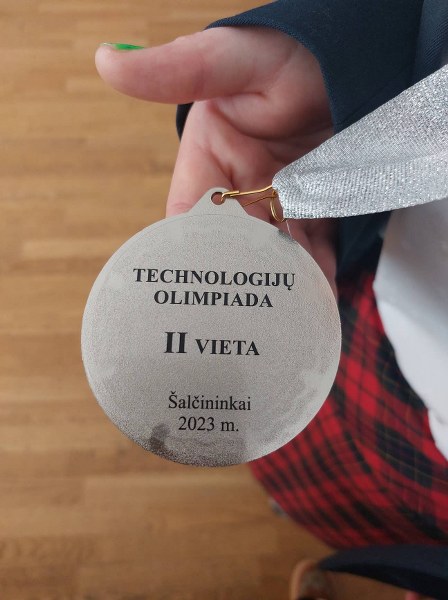 TECHNOLOGIJŲ
OLIMPIADA
II VIETA
Šalčininkai
2023 m.